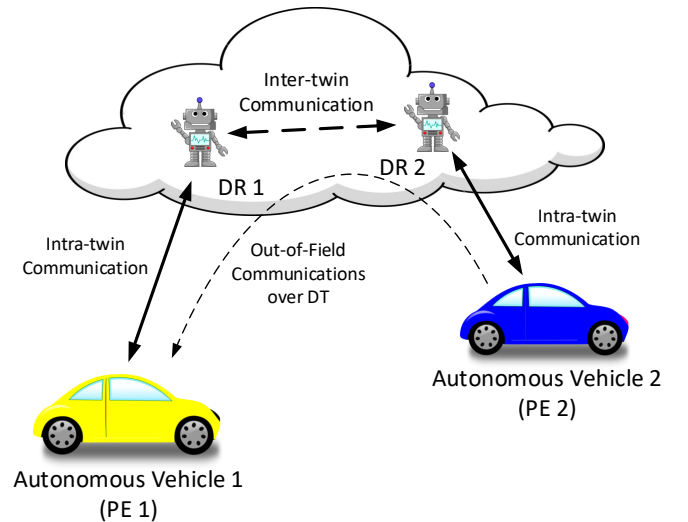 Inter-twin
Communication
DR 1
DR 2
Intra-twin
Communication
Out-of-Field
Communications
over DT
Intra-twin
Communication
Autonomous Vehicle 2
(PE 2)
Autonomous Vehicle 1
(PE 1)